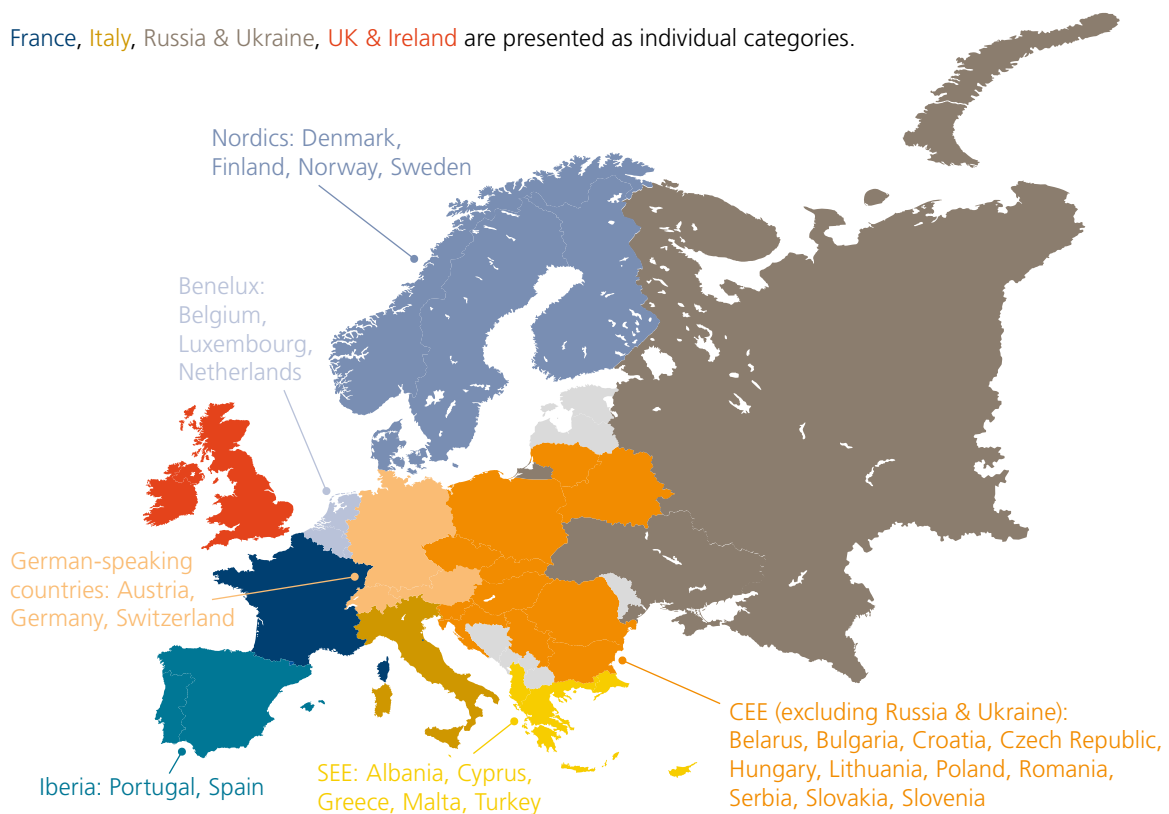 France, Italy, Russia & Ukraine, UK & Ireland are presented as individual categories.
Nordics: Denmark,
Finland, Norway, Sweden
Benelux:
Belgium,
Luxembourg,
Netherlands
German-speaking
countries: Austria,
Germany, Switzerland
Iberia: Portugal, Spain
SEE: Albania, Cyprus,
Greece, Malta, Turkey
CEE (excluding Russia & Ukraine):
Belarus, Bulgaria, Croatia, Czech Republic,
Hungary, Lithuania, Poland, Romania,
Serbia, Slovakia, Slovenia